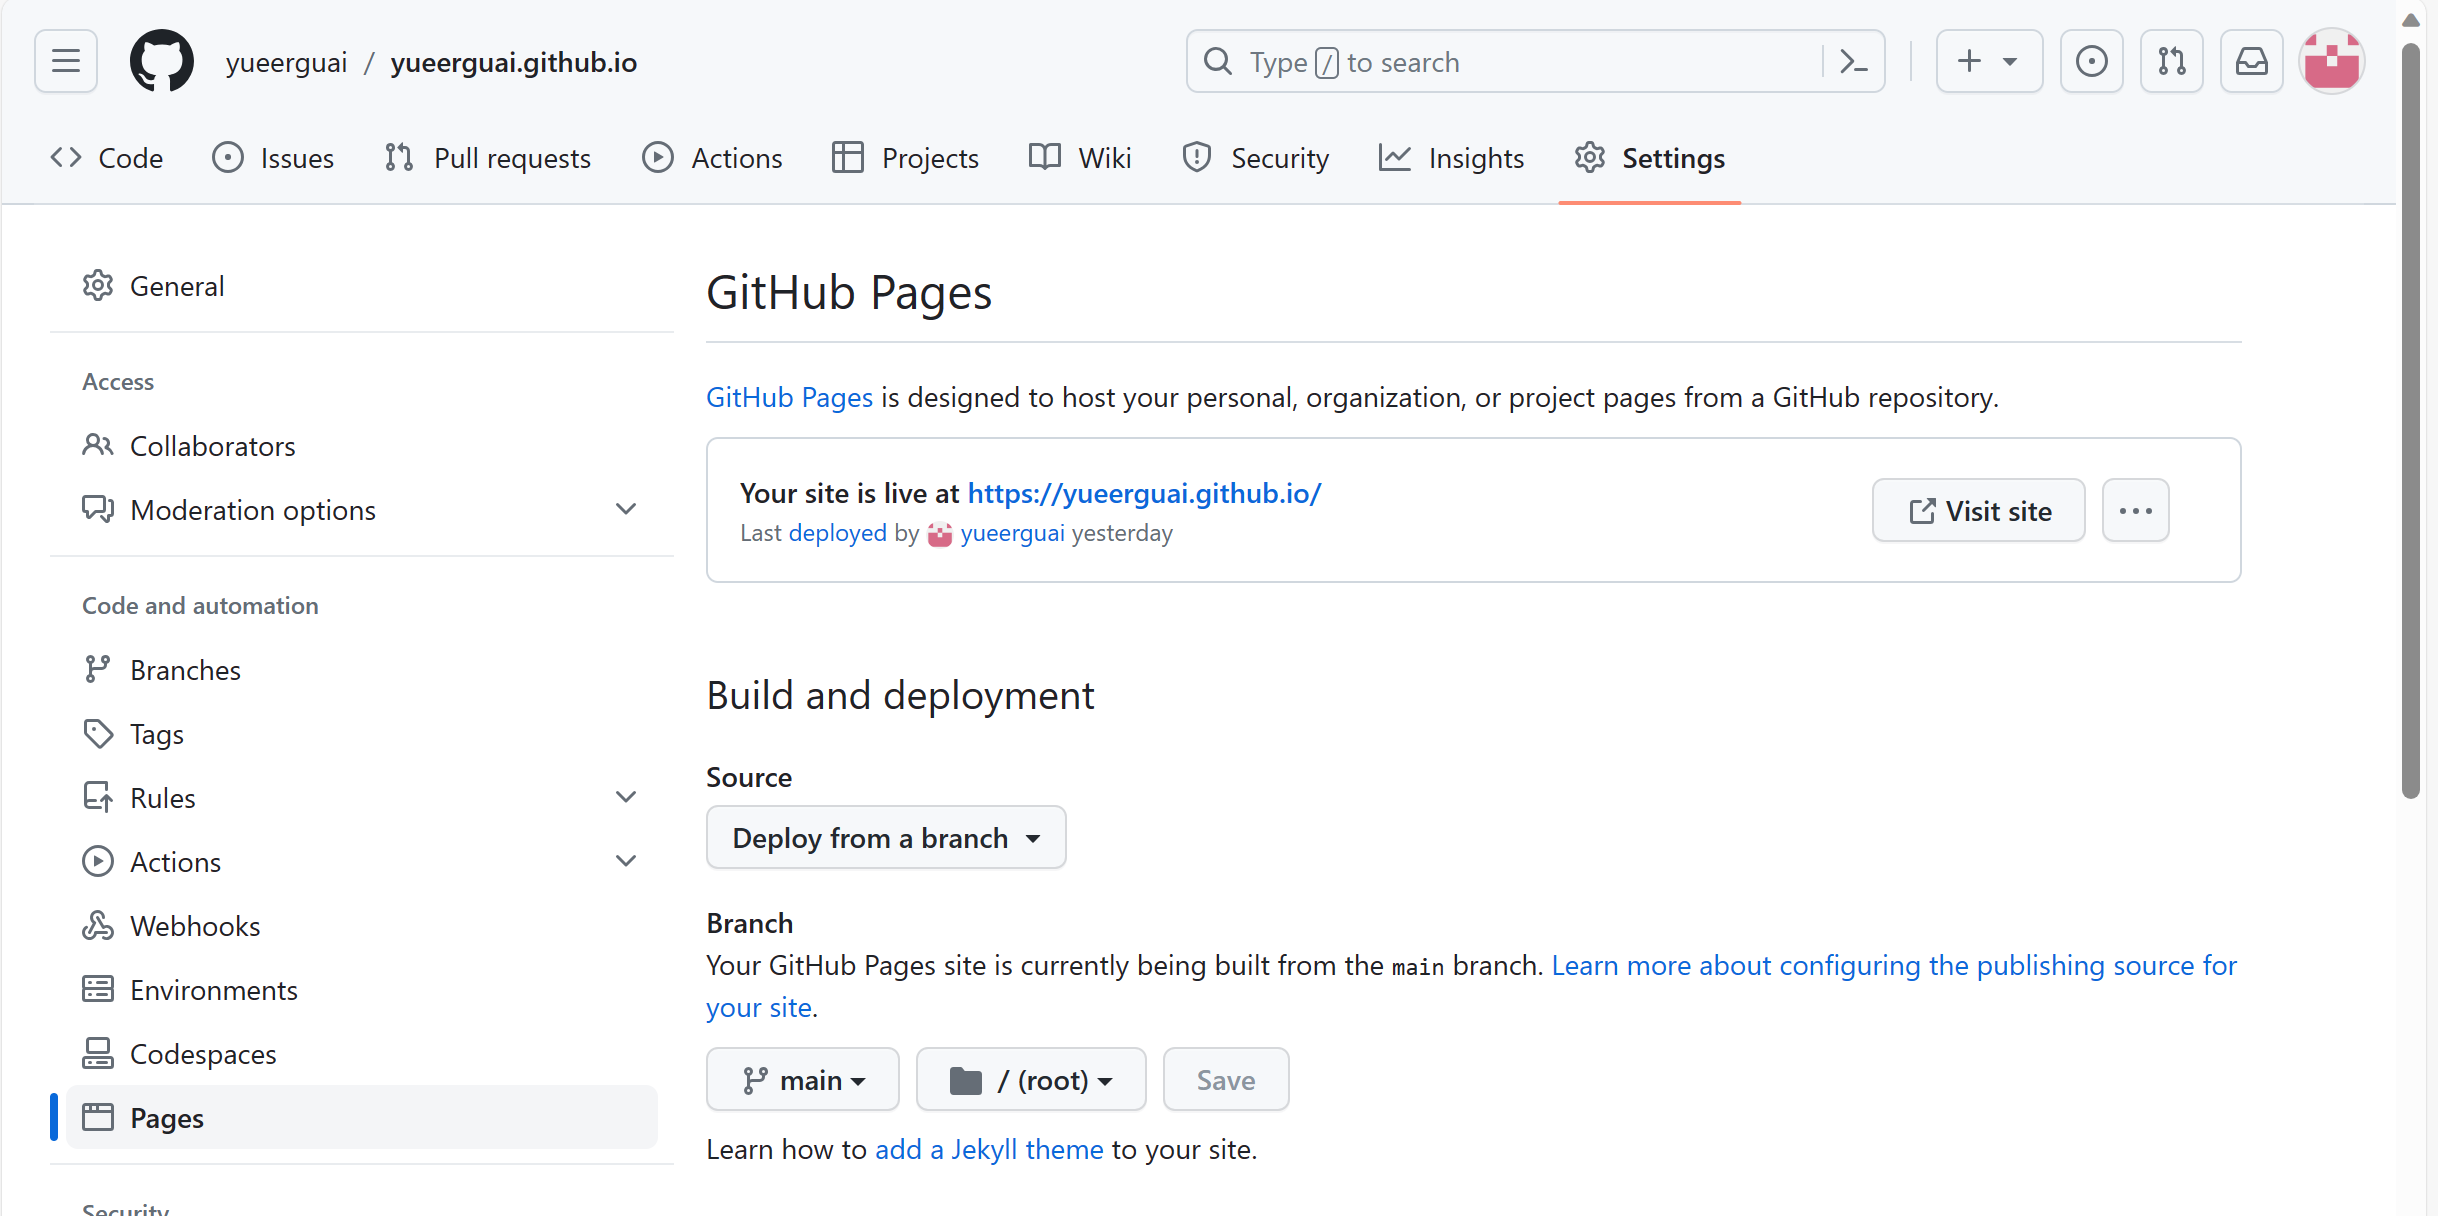 yueerguai / yueerguai.github.io
Type / to search
Code Issues Pull requests Actions Projects Wiki Security Insights Settings
General
Access
Collaborators
Moderation options
Code and automation
Branches
Tags
Rules
Actions
Webhooks
Environments
Codespaces
Pages
Security
GitHub Pages
GitHub Pages is designed to host your personal, organization, or project pages from a GitHub repository.
Your site is live at https://yueerguai.github.io/
Last deployed by yueerguai yesterday
Visit site
Build and deployment
Source
Deploy from a branch
Branch
Your GitHub Pages site is currently being built from the main branch. Learn more about configuring the publishing source for
your site.
main / (root) Save
Learn how to add a Jekyll theme to your site.